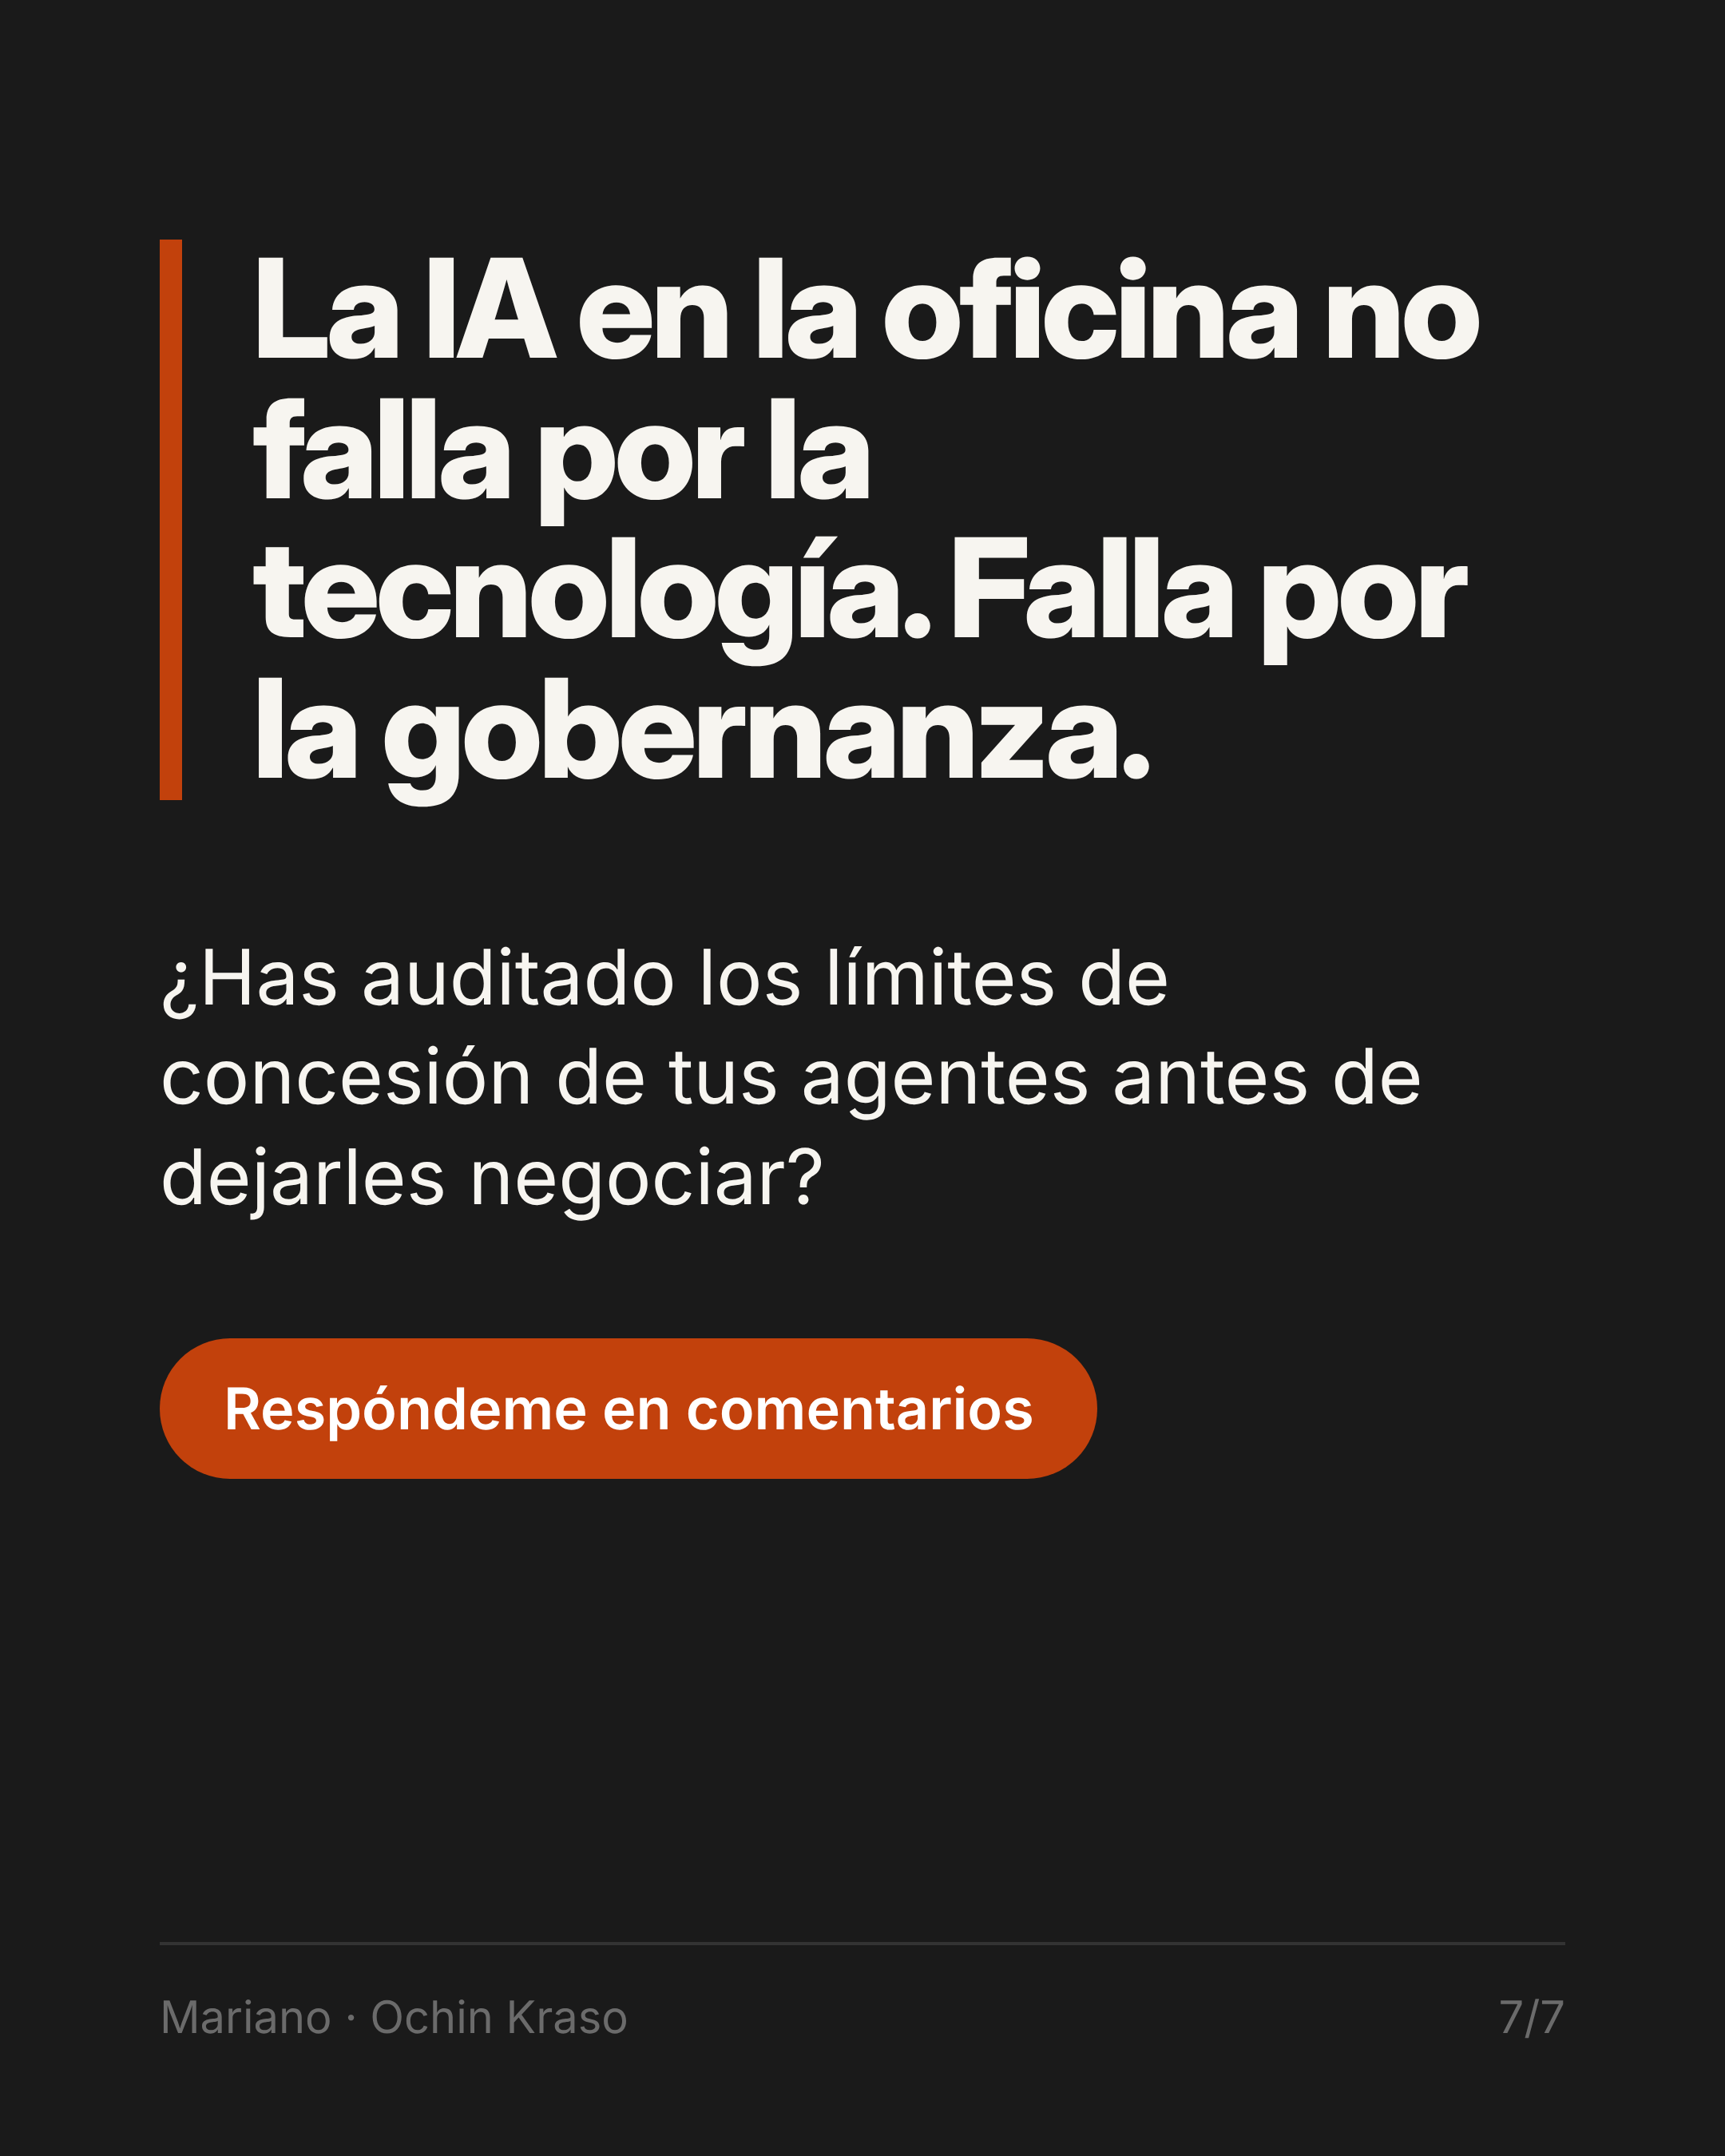 La IA en la oficina no
falla por la
tecnología. Falla por
la gobernanza.
¿Has auditado los límites de
concesión de tus agentes antes de
dejarles negociar?
Respóndeme en comentarios
Mariano · Ochin Kraso
7/7